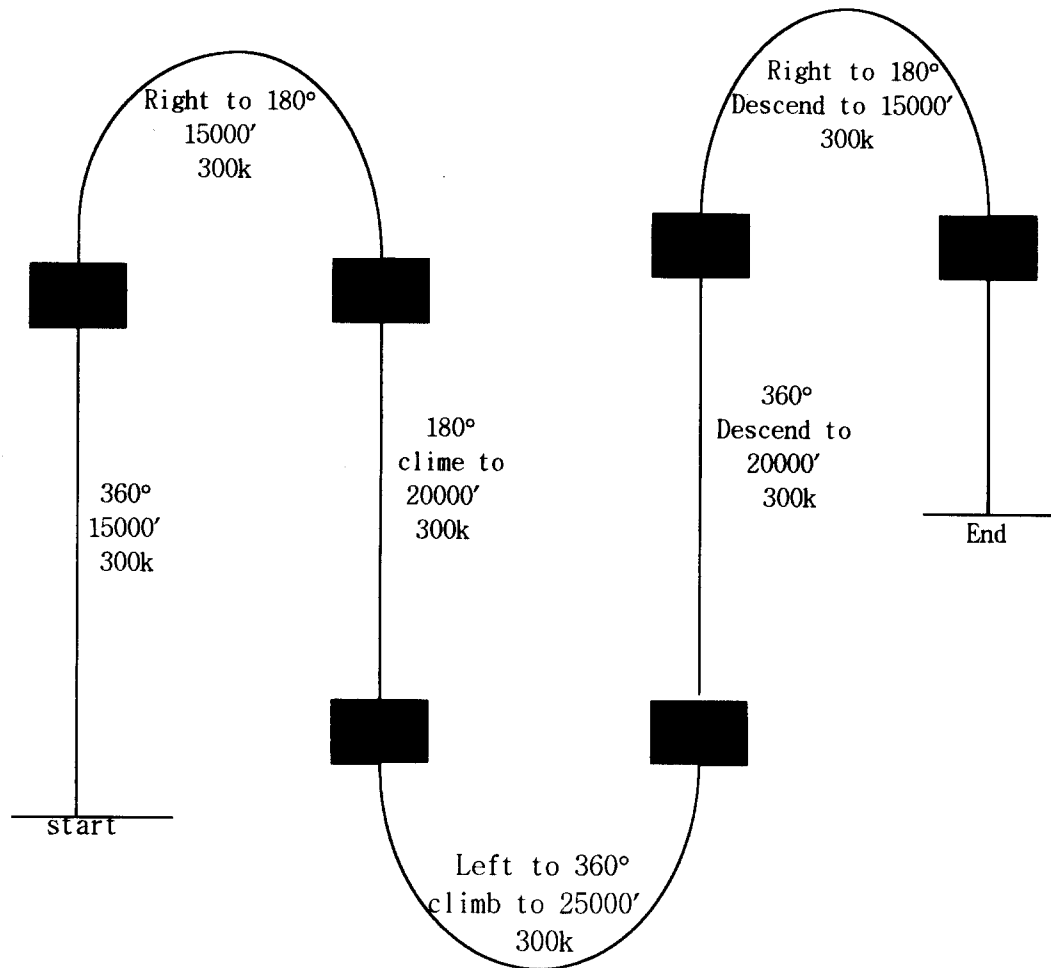 Right to 180°
15000′
300k
Right to 180°
Descend to 15000′
300k
360°
15000′
300k
180°
clime to
20000′
300k
360°
Descend to
20000′
300k
End
start
Left to 360°
climb to 25000′
300k